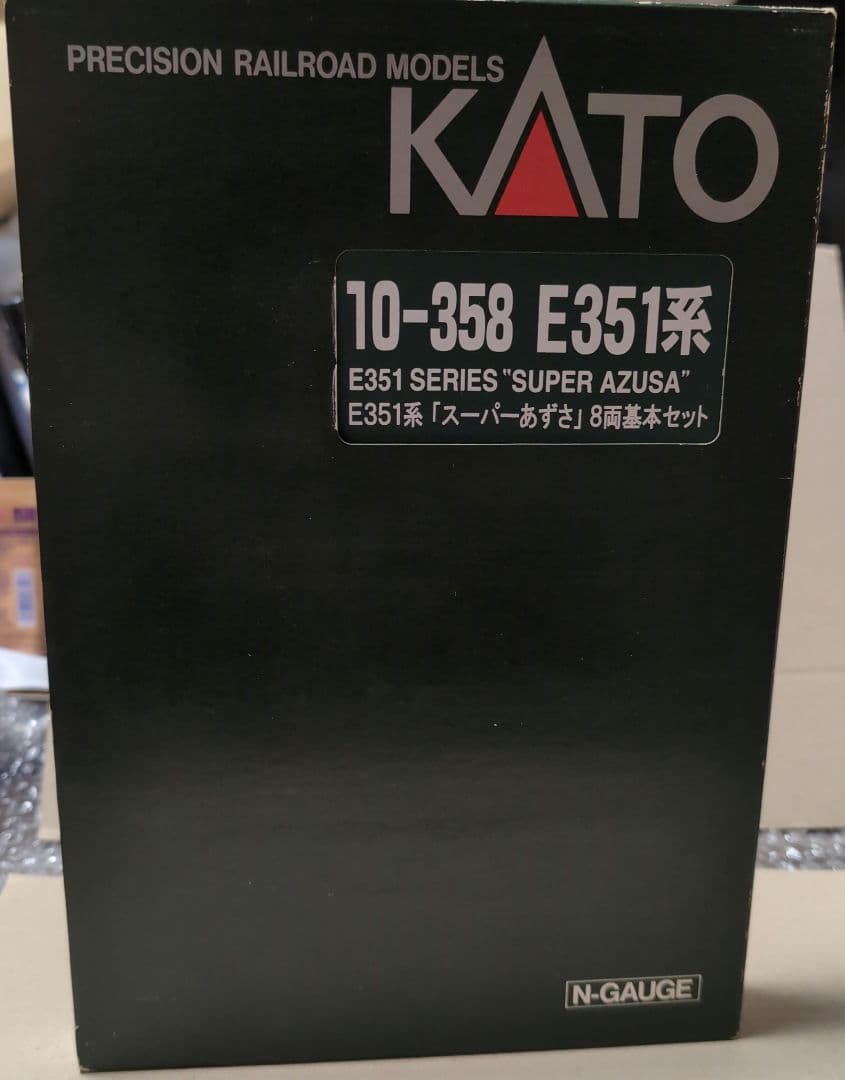 PRECISION RAILROAD MODELS
KATO
10-358 E351系
E351 SERIES "SUPER AZUSA"
E351系「スーパーあずさ」8両基本セット
N-GAUGE